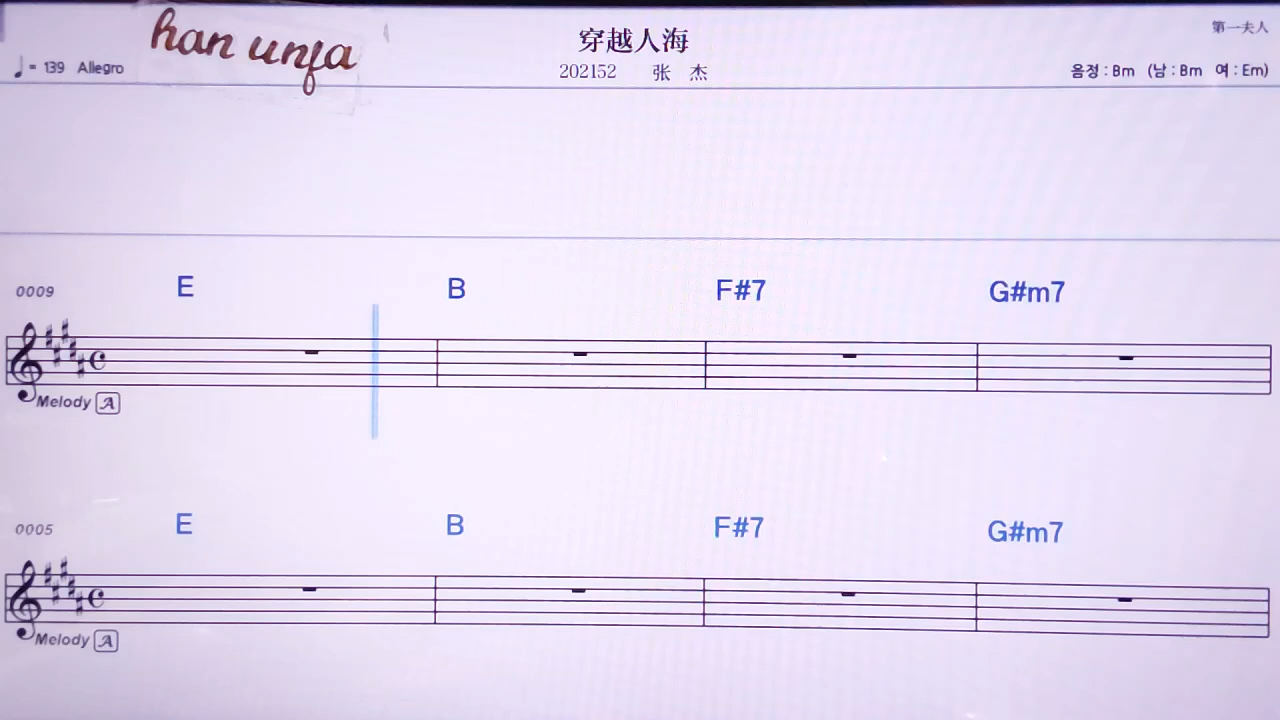 han unfa
穿越人海
第一夫人
♩= 139 Allegro
202152 张 杰
음정 : Bm (남 : Bm 여 : Em)
0009 E B F#7 G#m7
Melody A
0005 E B F#7 G#m7
Melody A